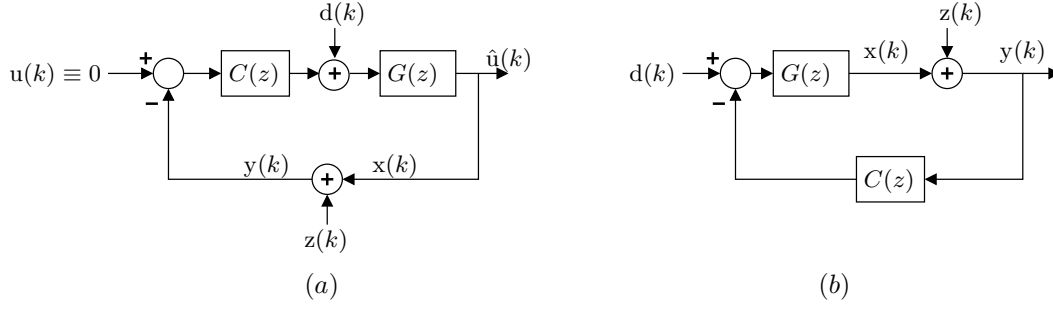 d(k)
u(k) ≡ 0
+
C(z)
+
G(z)
û(k)
−
y(k)
+
x(k)
z(k)
(a)
z(k)
d(k)
+
G(z)
x(k)
+
y(k)
−
C(z)
(b)